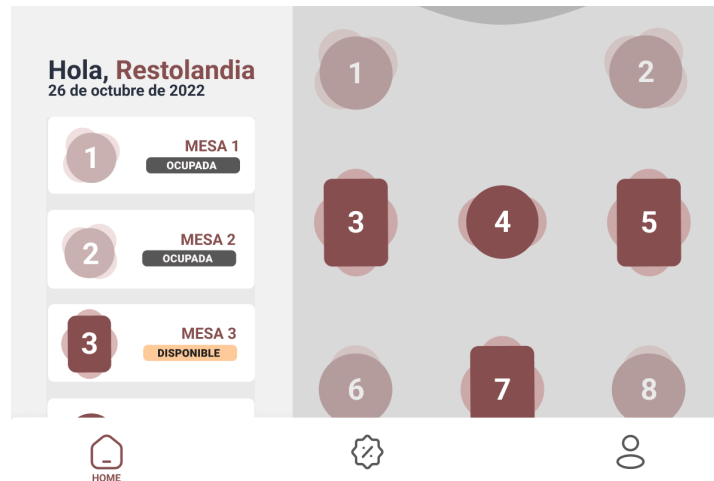 Hola, Restolandia
26 de octubre de 2022
1
MESA 1
OCUPADA
2
MESA 2
OCUPADA
3
MESA 3
DISPONIBLE
1
2
3
4
5
6
7
8
HOME